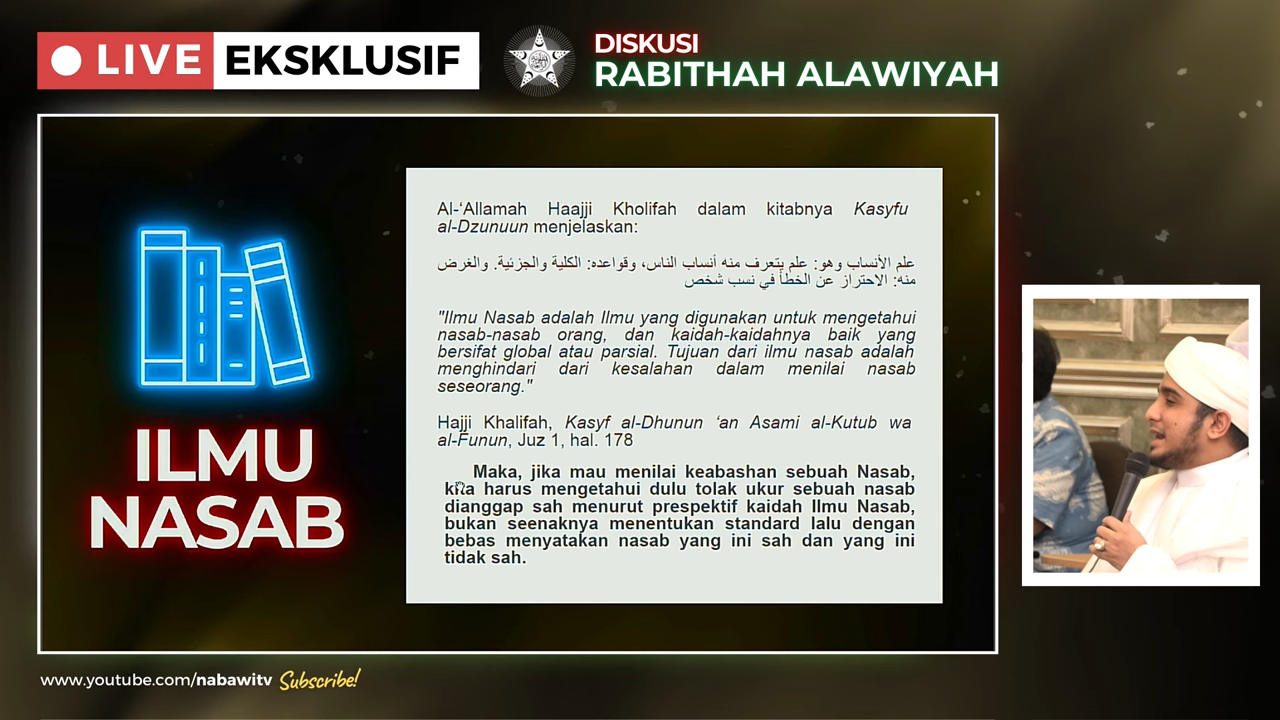 LIVE EKSKLUSIF
DISKUSI
RABITHAH ALAWIYAH
Al-‘Allamah Haajji Kholifah dalam kitabnya Kasyfu
al-Dzunuun menjelaskan:
علم الأنساب وهو: علم يتعرف منه أنساب الناس، وقواعده: الكلية والجزئية. والغرض
منه: الاحتراز عن الخطأ في نسب شخص
"Ilmu Nasab adalah Ilmu yang digunakan untuk mengetahui
nasab-nasab orang, dan kaidah-kaidahnya baik yang
bersifat global atau parsial. Tujuan dari ilmu nasab adalah
menghindari dari kesalahan dalam menilai nasab
seseorang."
Hajji Khalifah, Kasyf al-Dhunun ‘an Asami al-Kutub wa
al-Funun, Juz 1, hal. 178
Maka, jika mau menilai keabashan sebuah Nasab,
kita harus mengetahui dulu tolak ukur sebuah nasab
dianggap sah menurut prespektif kaidah Ilmu Nasab,
bukan seenaknya menentukan standard lalu dengan
bebas menyatakan nasab yang ini sah dan yang ini
tidak sah.
ILMU
NASAB
www.youtube.com/nabawitv Subscribe!